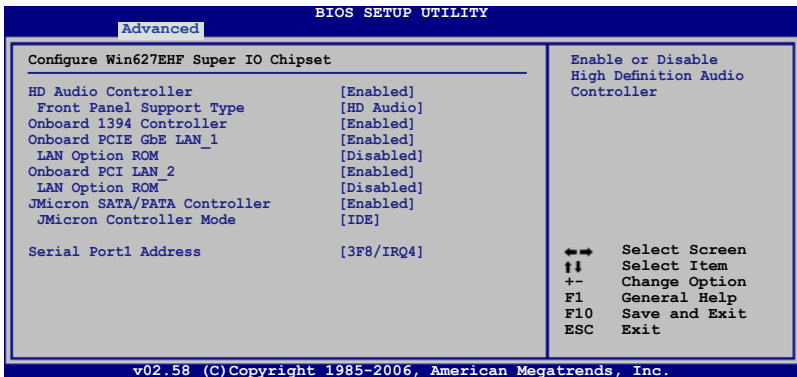 BIOS SETUP UTILITY
Advanced
Configure Win627EHF Super IO Chipset
HD Audio Controller [Enabled]
Front Panel Support Type [HD Audio]
Onboard 1394 Controller [Enabled]
Onboard PCIE GbE LAN_1 [Enabled]
LAN Option ROM [Disabled]
Onboard PCI LAN_2 [Enabled]
LAN Option ROM [Disabled]
JMicron SATA/PATA Controller [Enabled]
JMicron Controller Mode [IDE]
Serial Port1 Address [3F8/IRQ4]
Enable or Disable
High Definition Audio
Controller
←→ Select Screen
↑↓ Select Item
+- Change Option
F1 General Help
F10 Save and Exit
ESC Exit
v02.58 (C)Copyright 1985-2006, American Megatrends, Inc.